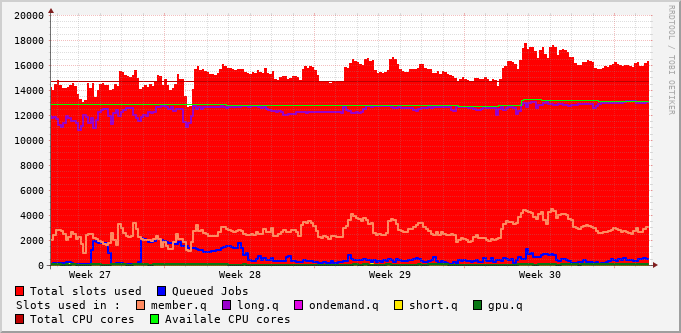 20000
18000
16000
14000
12000
10000
8000
6000
4000
2000
0
Week 27 Week 28 Week 29 Week 30
RRDTOOL / TOBI OETIKER
Total slots used Queued Jobs
Slots used in : member.q long.q ondemand.q short.q gpu.q
Total CPU cores Availale CPU cores